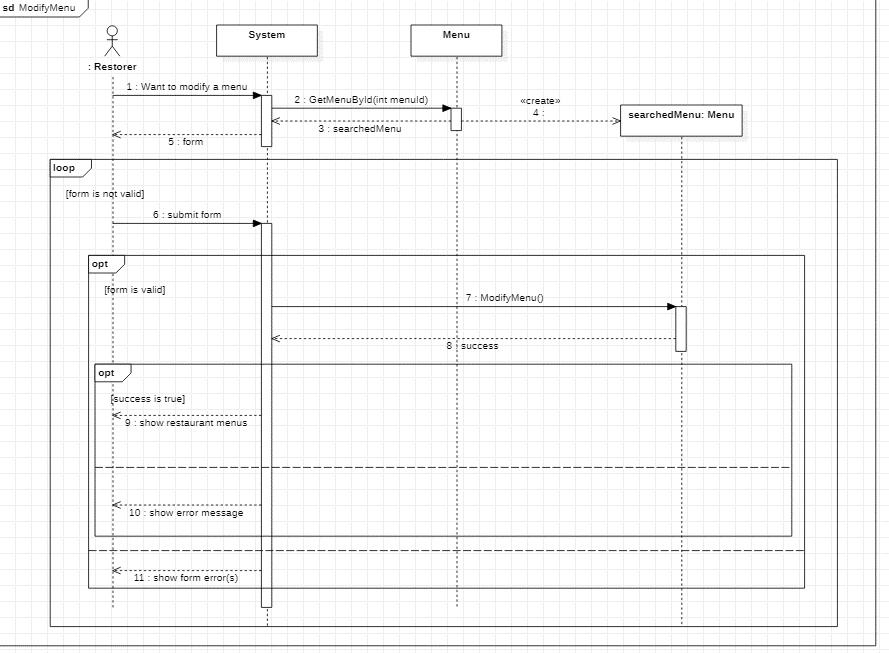 sd ModifyMenu
: Restorer
System
Menu
1 : Want to modify a menu
2 : GetMenuById(int menuId)
«create»
4 :
searchedMenu: Menu
3 : searchedMenu
5 : form
loop
[form is not valid]
6 : submit form
opt
[form is valid]
7 : ModifyMenu()
8 : success
opt
[success is true]
9 : show restaurant menus
10 : show error message
11 : show form error(s)